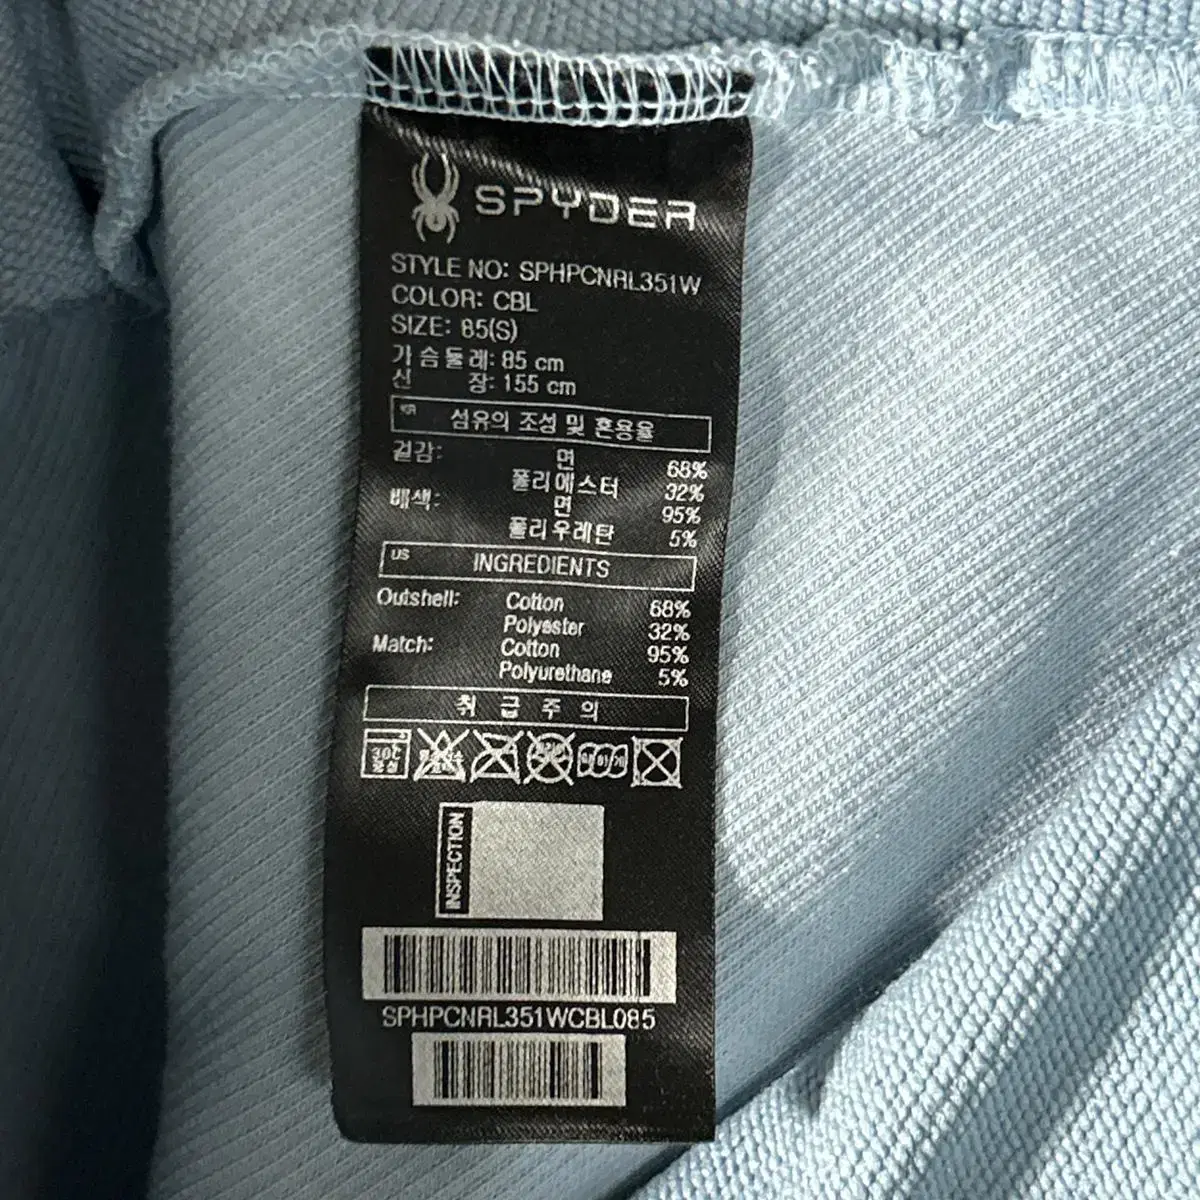 SPYDER
STYLE NO: SPHPCNRL351W
COLOR: CBL
SIZE: 85(S)
가슴둘레: 85 cm
신 장: 155 cm
KR 섬유의 조성 및 혼용율
겉감: 면 68%
폴리에스터 32%
배색: 면 95%
폴리우레탄 5%
US INGREDIENTS
Outshell: Cotton 68%
Polyester 32%
Match: Cotton 95%
Polyurethane 5%
취 급 주 의
30℃
중성
INSPECTION
SPHPCNRL351WCBL085